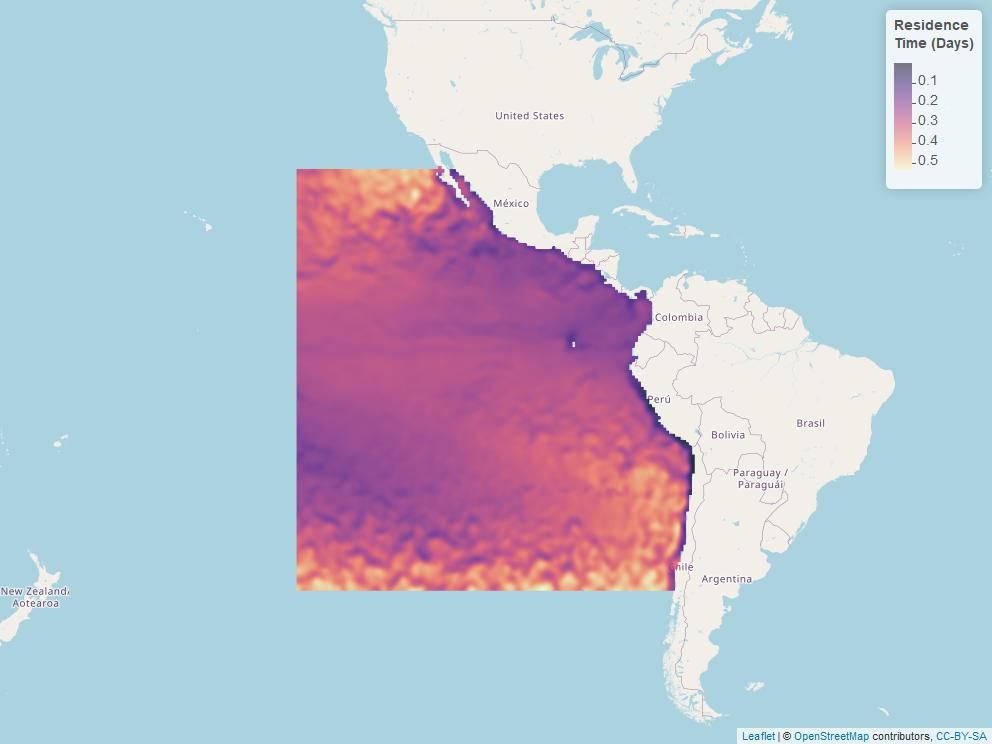 Residence
Time (Days)
0.1
0.2
0.3
0.4
0.5
United States
México
Colombia
Perú
Brasil
Bolivia
Paraguay /
Paraguái
hile
Argentina
New Zealand/
Aotearoa
Leaflet | © OpenStreetMap contributors, CC-BY-SA